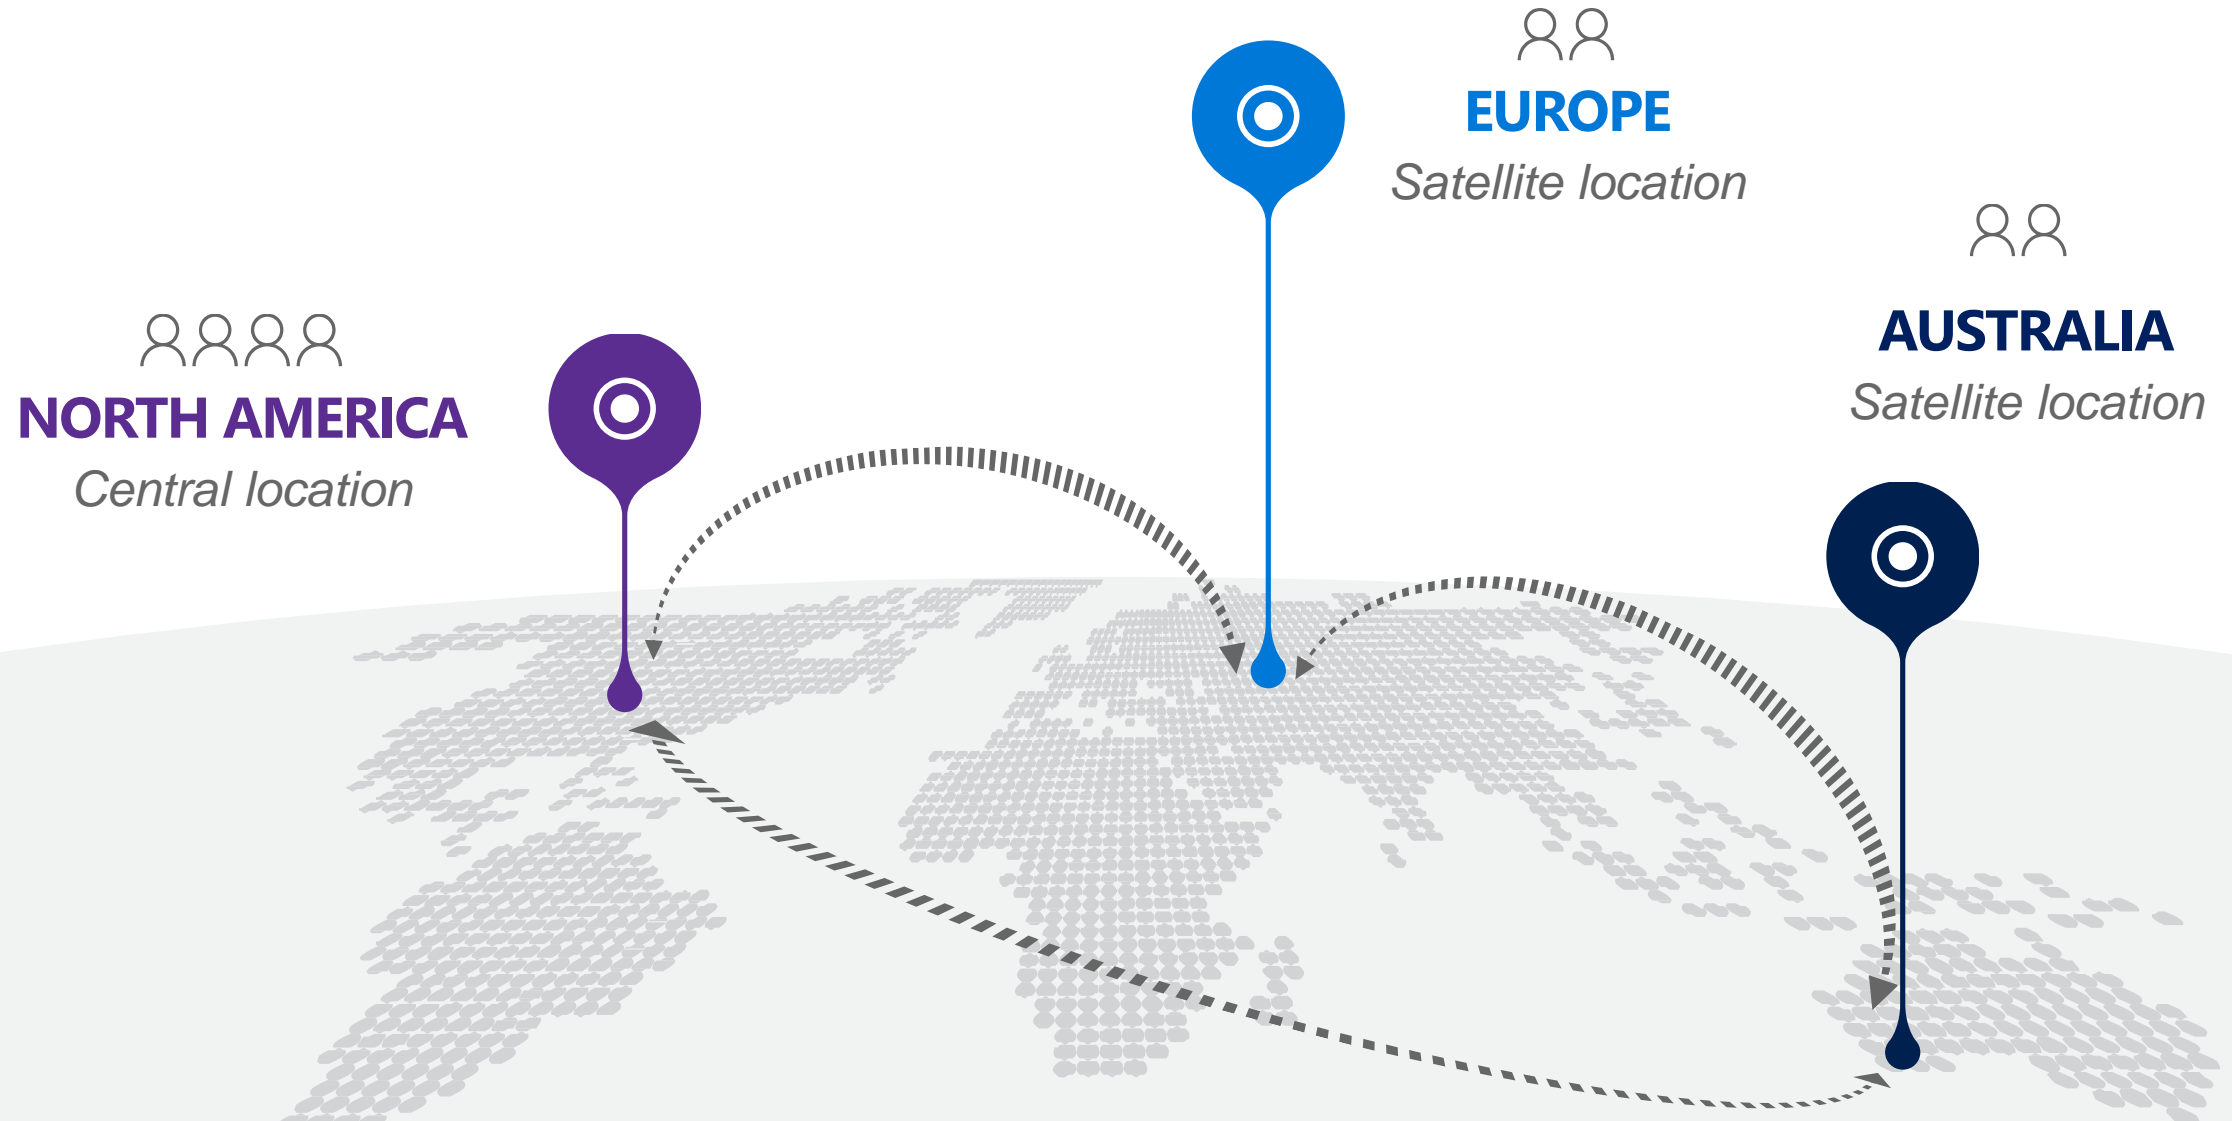 EUROPE
Satellite location
AUSTRALIA
Satellite location
NORTH AMERICA
Central location